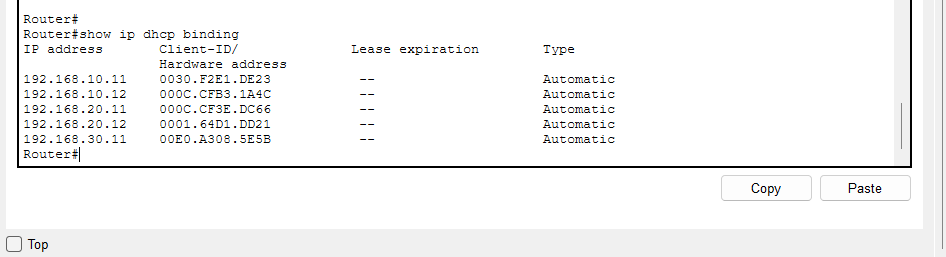 Router#
Router#show ip dhcp binding
IP address       Client-ID/              Lease expiration        Type
                 Hardware address
192.168.10.11    0030.F2E1.DE23           --                     Automatic
192.168.10.12    000C.CFB3.1A4C           --                     Automatic
192.168.20.11    000C.CF3E.DC66           --                     Automatic
192.168.20.12    0001.64D1.DD21           --                     Automatic
192.168.30.11    00E0.A308.5E5B           --                     Automatic
Router#
Copy Paste
Top